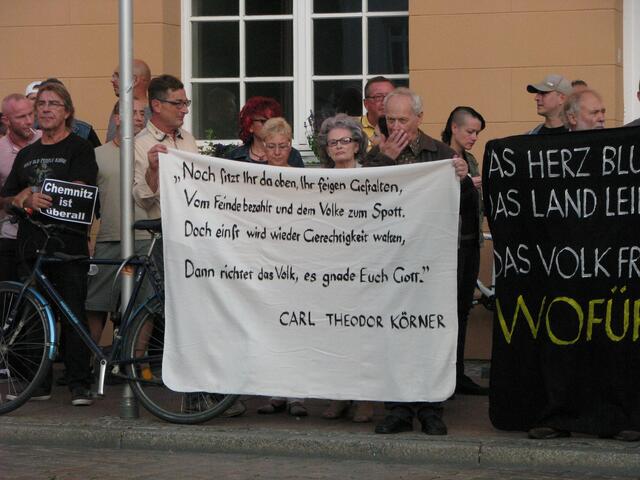 Chemnitz
ist
überall
„Noch sitzt Ihr da oben, Ihr feigen Gestalten,
Vom Feinde bezahlt und dem Volke zum Spott.
Doch einst wird wieder Gerechtigkeit walten,
Dann richtet das Volk, es gnade Euch Gott."
CARL THEODOR KÖRNER
AS HERZ BLU
DAS LAND LEI
DAS VOLK FR
WOFÜR